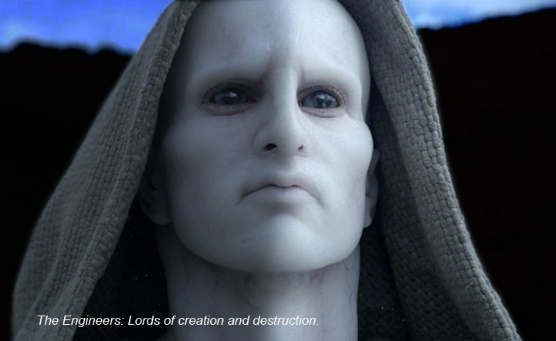 The Engineers: Lords of creation and destruction.